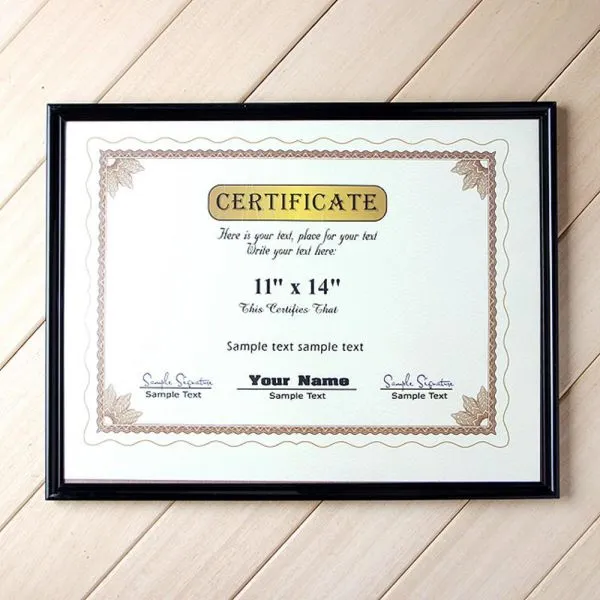 CERTIFICATE
Here is your text, place for your text
Write your text here:
11" x 14"
This Certifies That
Sample text sample text
Sample Signature Your Name Sample Signature
Sample Text Sample Text Sample Text